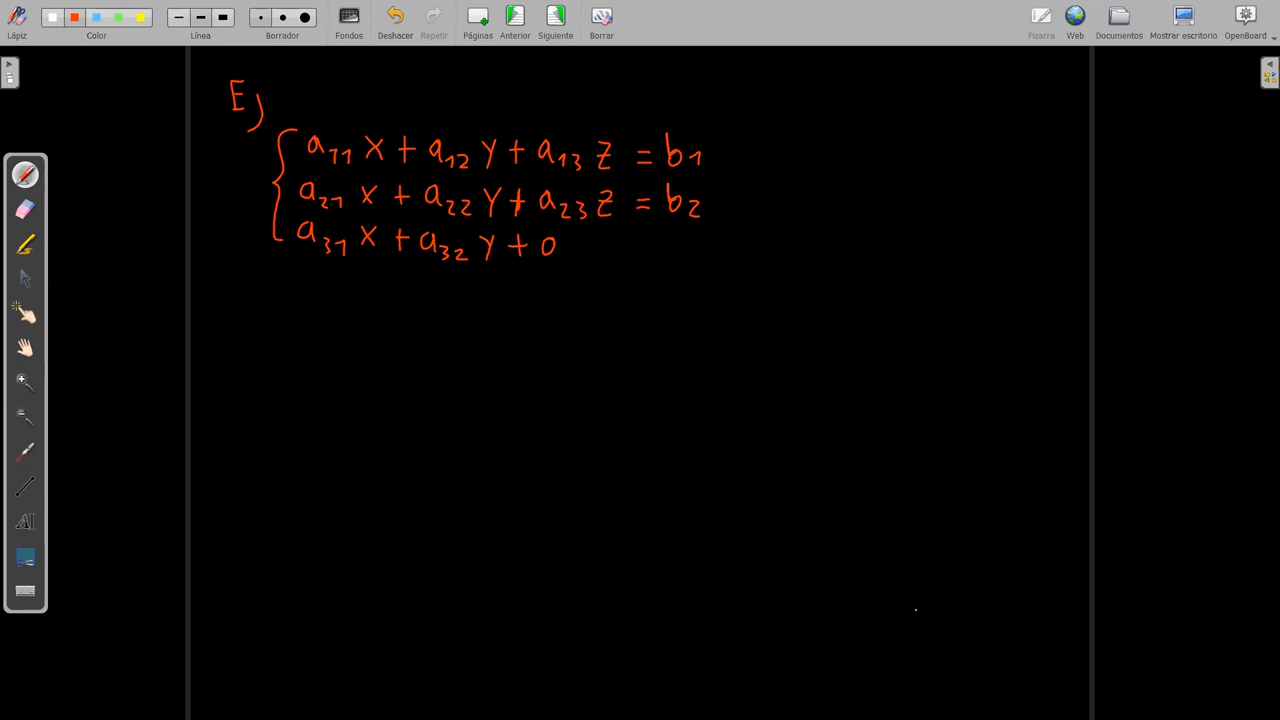 Lápiz Color Línea Borrador Fondos Deshacer Repetir Páginas Anterior Siguiente Borrar Pizarra Web Documentos Mostrar escritorio OpenBoard
E)
a11 x + a12 y + a13 z = b1
a21 x + a22 y + a23 z = b2
a31 x + a32 y + 0
AI